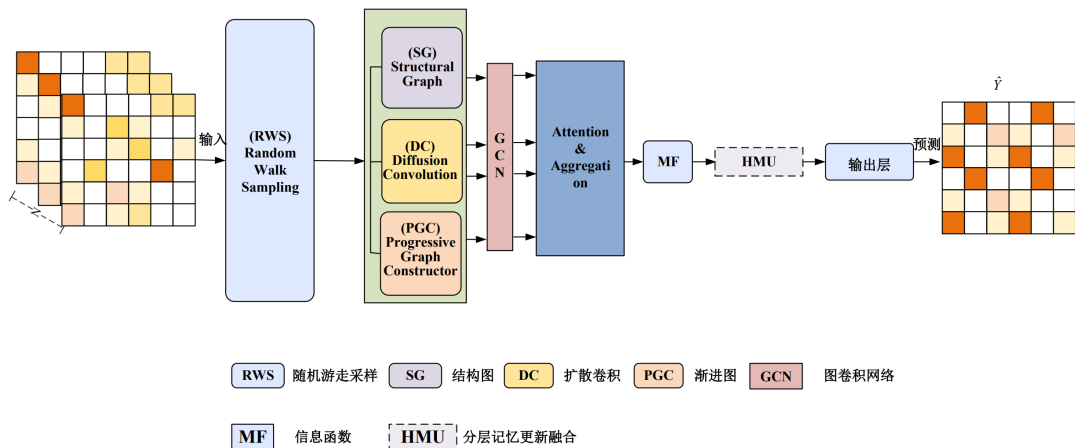 N
输入
(RWS)
Random
Walk
Sampling
(SG)
Structural
Graph
(DC)
Diffusion
Convolution
(PGC)
Progressive
Graph
Constructor
G
C
N
Attention
&
Aggregati
on
MF
HMU
输出层
预测
Ŷ
RWS 随机游走采样 SG 结构图 DC 扩散卷积 PGC 渐进图 GCN 图卷积网络
MF 信息函数 HMU 分层记忆更新融合